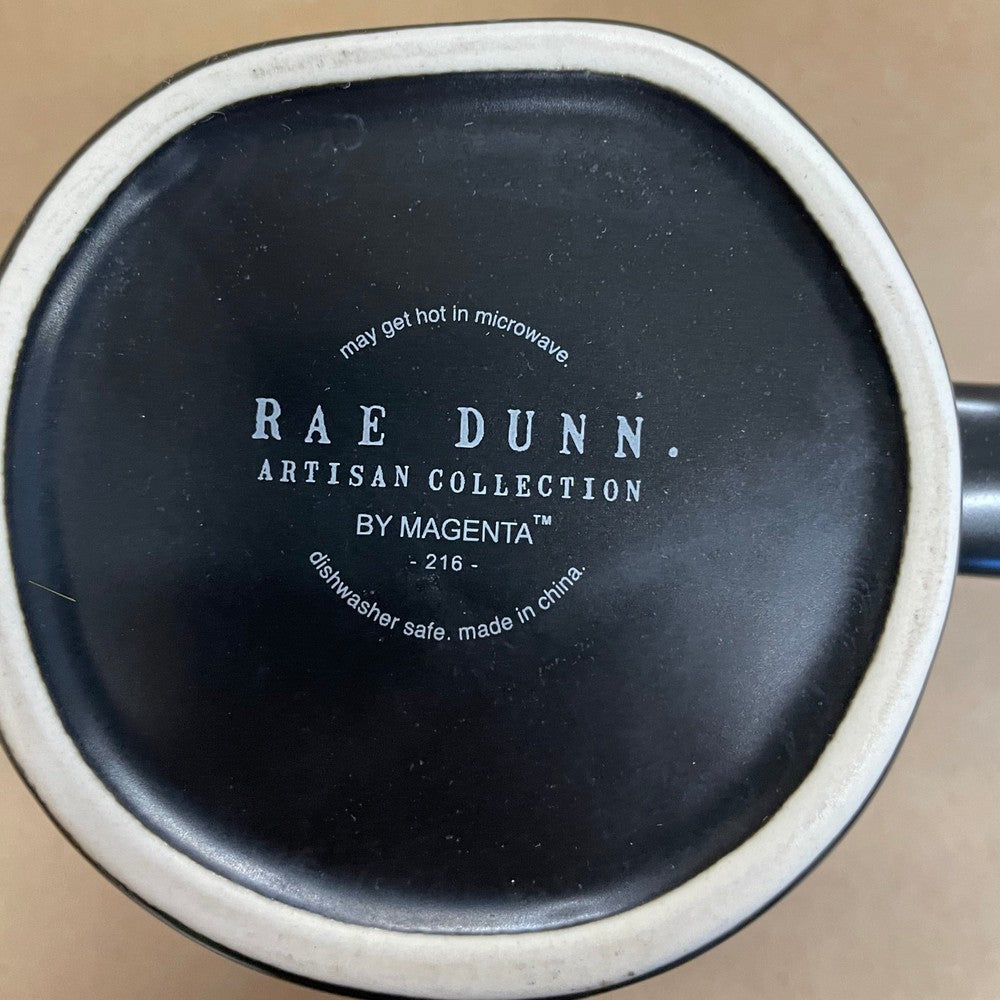 may get hot in microwave.
RAE DUNN.
ARTISAN COLLECTION
BY MAGENTA™
- 216 -
dishwasher safe. made in china.